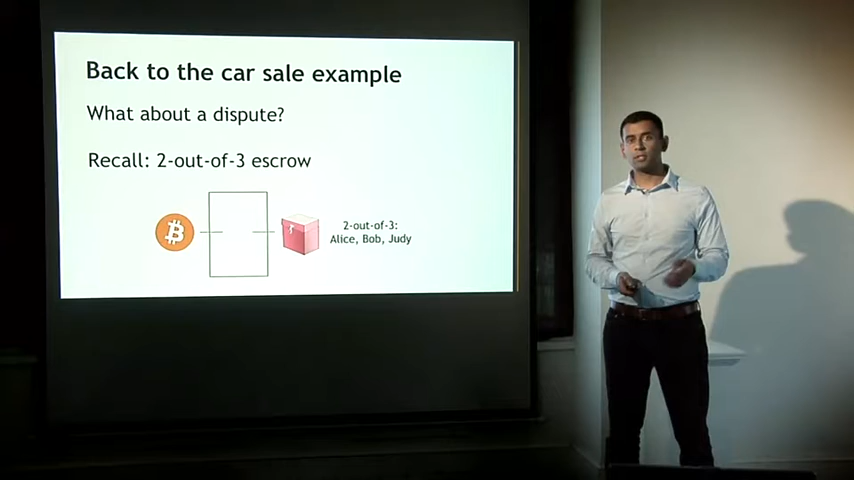 Back to the car sale example
What about a dispute?
Recall: 2-out-of-3 escrow
2-out-of-3:
Alice, Bob, Judy